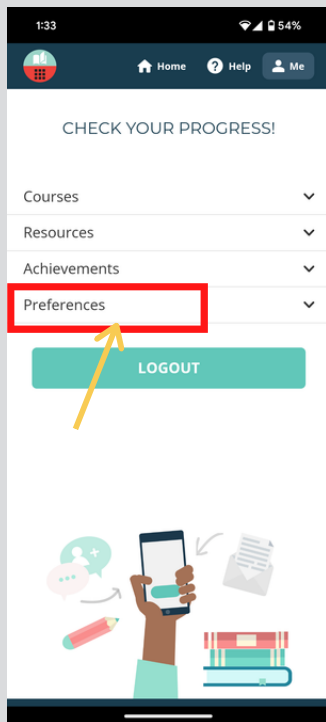 1:33
54%
Home
Help
Me
CHECK YOUR PROGRESS!
Courses
Resources
Achievements
Preferences
LOGOUT